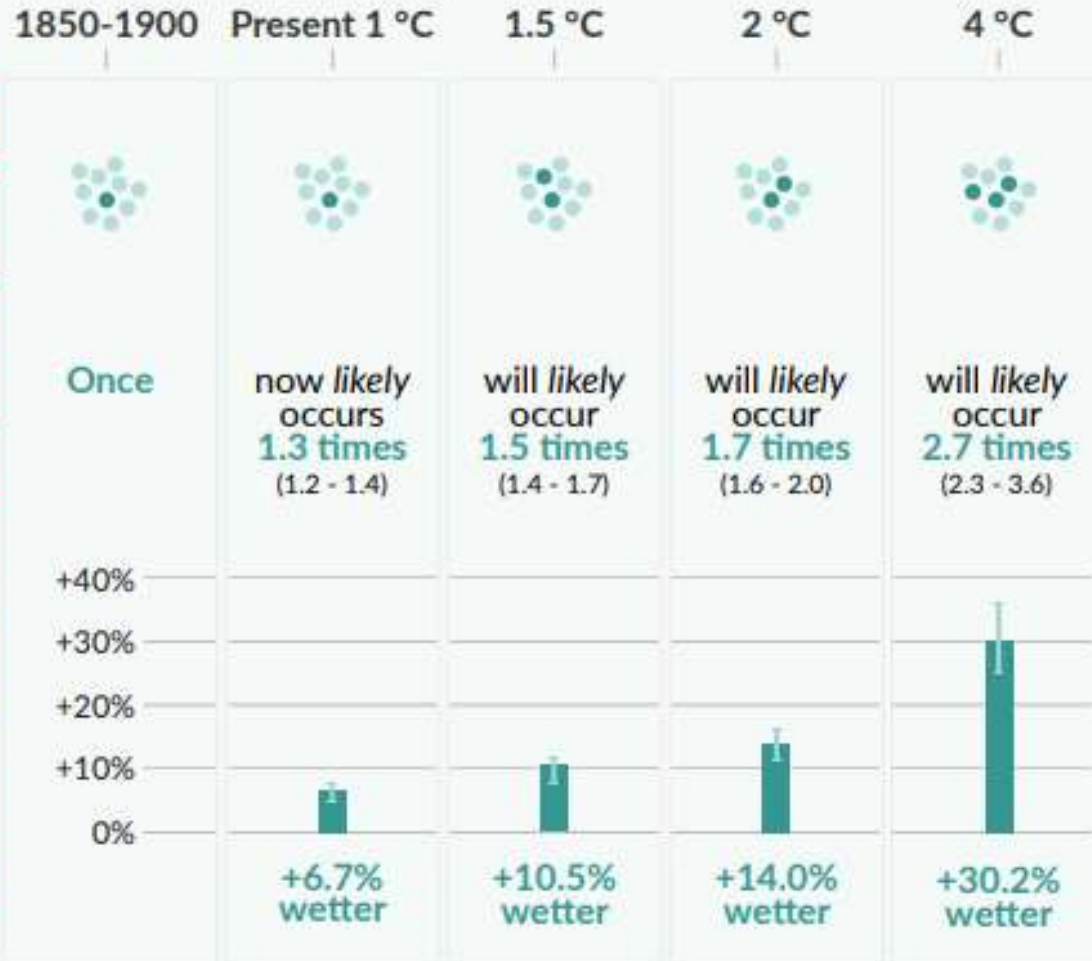 1850-1900 Present 1 °C 1.5 °C 2 °C 4 °C
Once
now likely
occurs
1.3 times
(1.2 - 1.4)
will likely
occur
1.5 times
(1.4 - 1.7)
will likely
occur
1.7 times
(1.6 - 2.0)
will likely
occur
2.7 times
(2.3 - 3.6)
+40%
+30%
+20%
+10%
0%
+6.7%
wetter
+10.5%
wetter
+14.0%
wetter
+30.2%
wetter